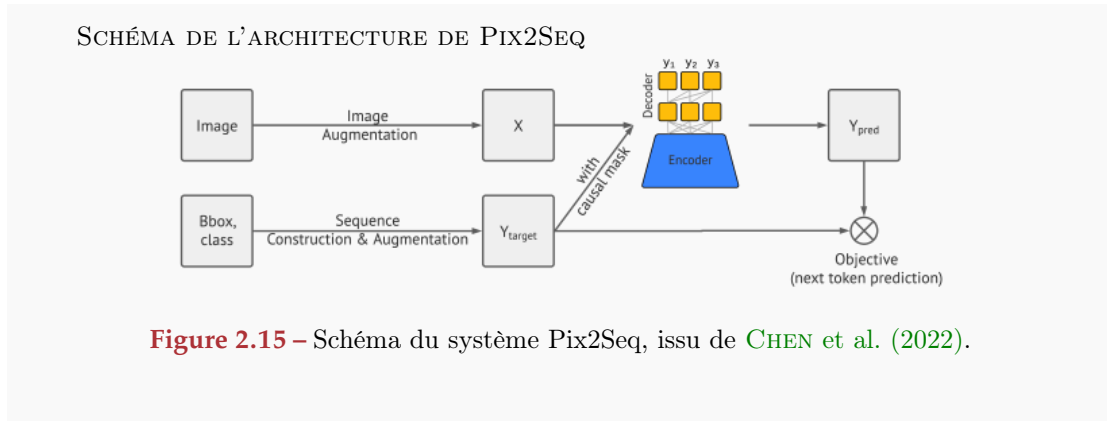 SCHÉMA DE L'ARCHITECTURE DE PIX2SEQ
y1 y2 y3
Decoder
Image
Image
Augmentation
X
Encoder
Ypred
with
causal mask
Bbox,
class
Sequence
Construction & Augmentation
Ytarget
Objective
(next token prediction)
Figure 2.15 – Schéma du système Pix2Seq, issu de CHEN et al. (2022).